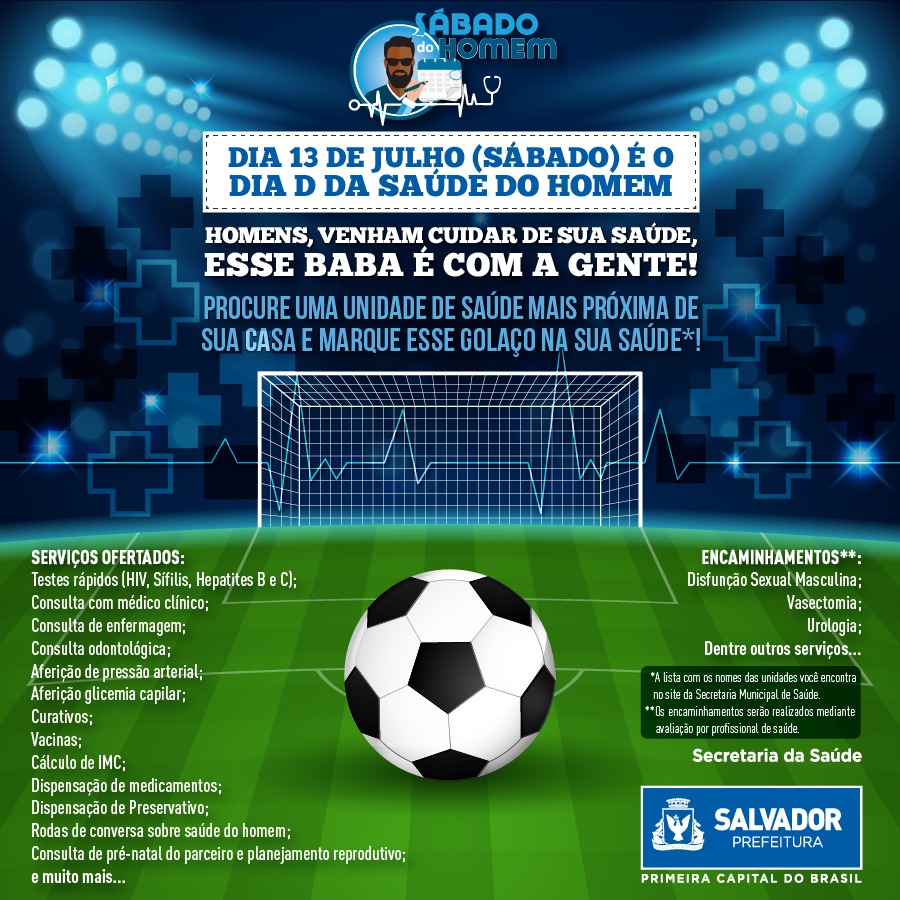 SÁBADO
do HOMEM
DIA 13 DE JULHO (SÁBADO) É O
DIA D DA SAÚDE DO HOMEM
HOMENS, VENHAM CUIDAR DE SUA SAÚDE,
ESSE BABA É COM A GENTE!
PROCURE UMA UNIDADE DE SAÚDE MAIS PRÓXIMA DE
SUA CASA E MARQUE ESSE GOLAÇO NA SUA SAÚDE*!
SERVIÇOS OFERTADOS:
Testes rápidos (HIV, Sífilis, Hepatites B e C);
Consulta com médico clínico;
Consulta de enfermagem;
Consulta odontológica;
Aferição de pressão arterial;
Aferição glicemia capilar;
Curativos;
Vacinas;
Cálculo de IMC;
Dispensação de medicamentos;
Dispensação de Preservativo;
Rodas de conversa sobre saúde do homem;
Consulta de pré-natal do parceiro e planejamento reprodutivo;
e muito mais...
ENCAMINHAMENTOS**:
Disfunção Sexual Masculina;
Vasectomia;
Urologia;
Dentre outros serviços...
*A lista com os nomes das unidades você encontra
no site da Secretaria Municipal de Saúde.
**Os encaminhamentos serão realizados mediante
avaliação por profissional de saúde.
Secretaria da Saúde
SALVADOR
PREFEITURA
PRIMEIRA CAPITAL DO BRASIL